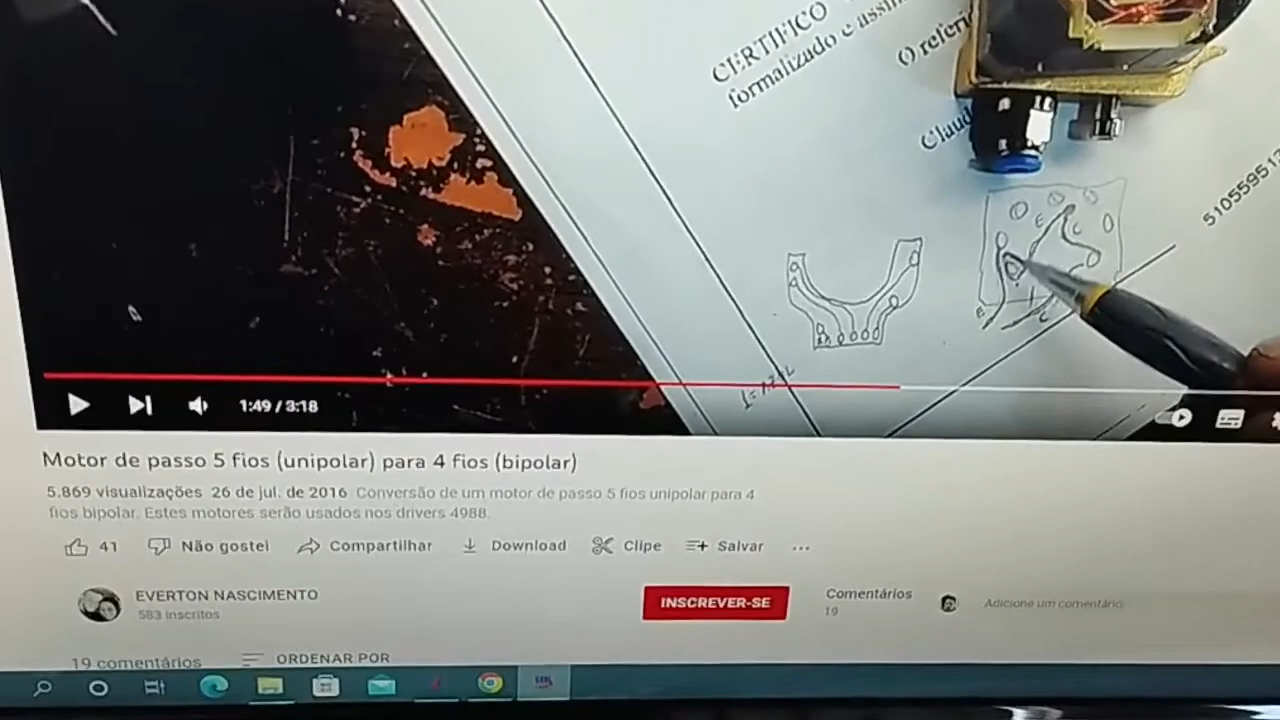 CERTIFICO
formalizado e assin
O referi
Claud
510559513
1:49 / 3:18
Motor de passo 5 fios (unipolar) para 4 fios (bipolar)
5.869 visualizações 26 de jul. de 2016 Conversão de um motor de passo 5 fios unipolar para 4
fios bipolar. Estes motores serão usados nos drivers 4988.
41 Não gostei Compartilhar Download Clipe Salvar ...
EVERTON NASCIMENTO
583 inscritos
INSCREVER-SE
Comentários
19
Adicione um comentário
19 comentários ORDENAR POR